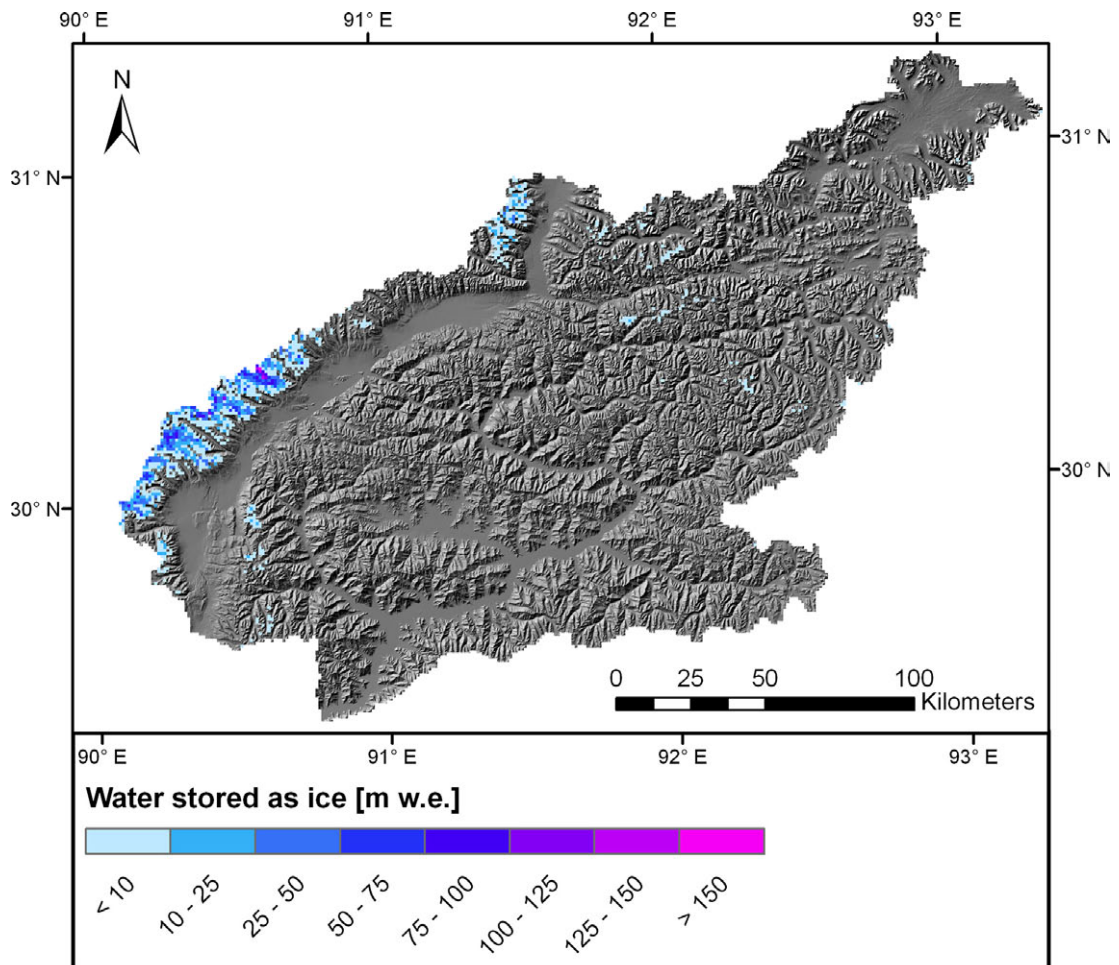 90° E 91° E 92° E 93° E
N
31° N
31° N
30° N
30° N
0 25 50 100
Kilometers
90° E 91° E 92° E 93° E
Water stored as ice [m w.e.]
< 10 10 - 25 25 - 50 50 - 75 75 - 100 100 - 125 125 - 150 > 150